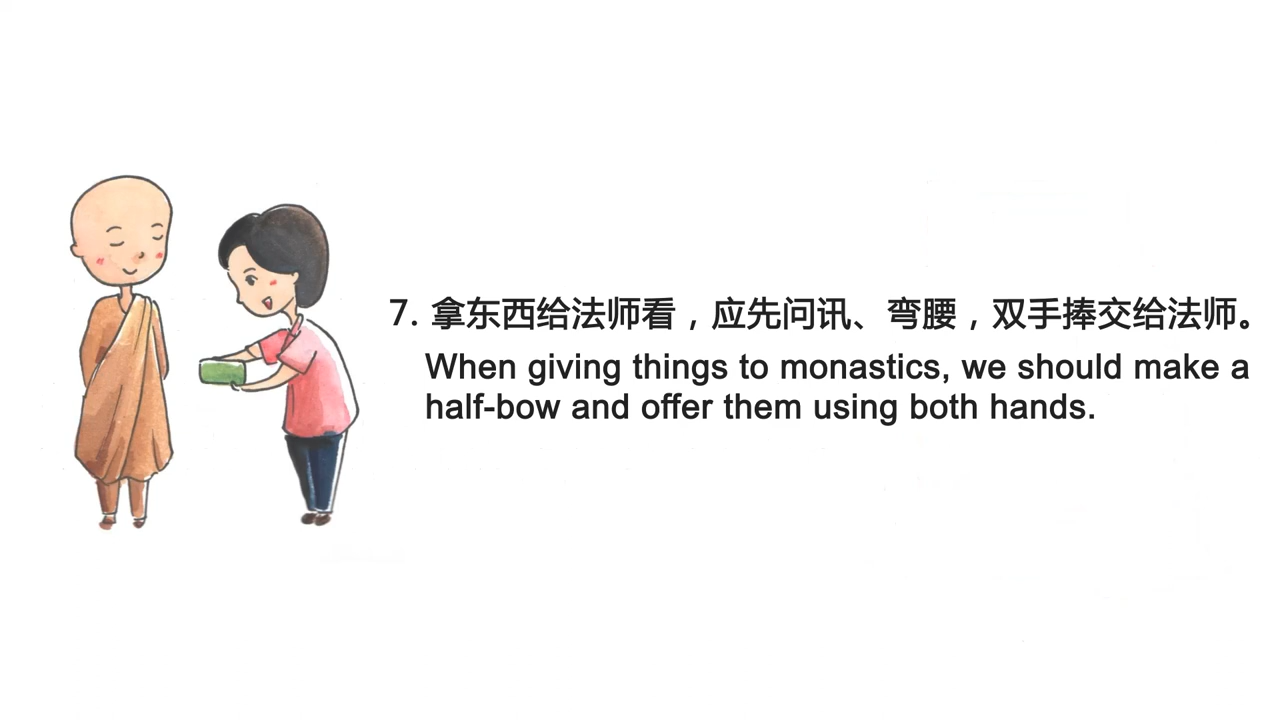 7. 拿东西给法师看，应先问讯、弯腰，双手捧交给法师。
When giving things to monastics, we should make a
half-bow and offer them using both hands.